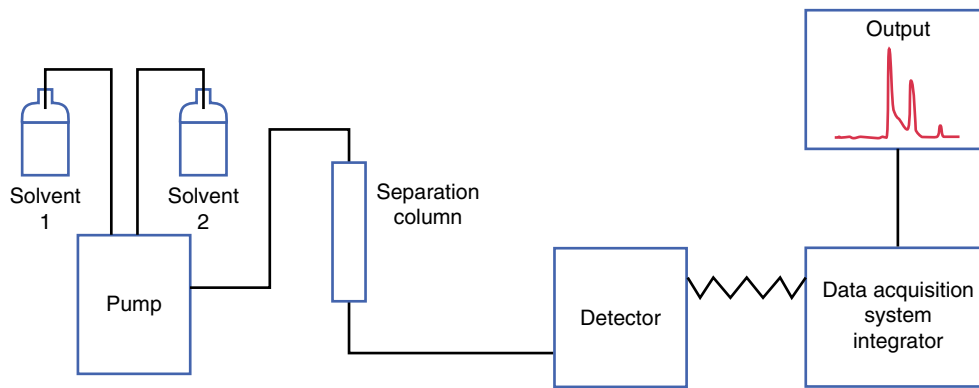 Output
Solvent
1
Solvent
2
Separation
column
Pump
Detector
Data acquisition
system
integrator